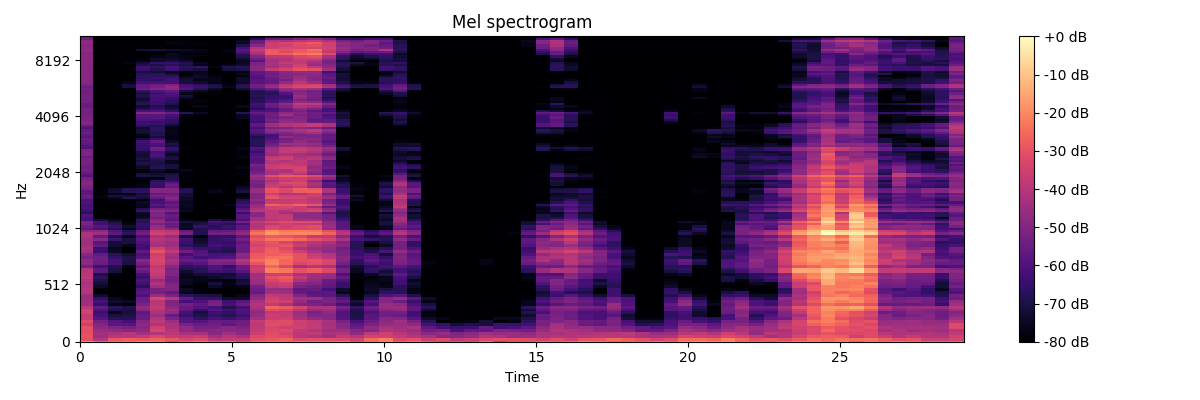 Mel spectrogram
Hz
8192
4096
2048
1024
512
0
0 5 10 15 20 25
Time
+0 dB
-10 dB
-20 dB
-30 dB
-40 dB
-50 dB
-60 dB
-70 dB
-80 dB